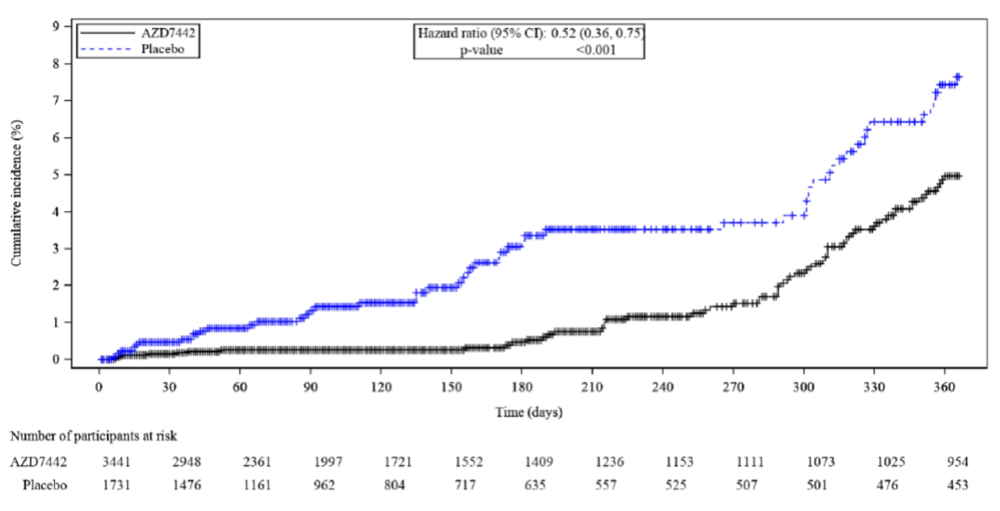 9
8
7
6
5
4
3
2
1
0
Cumulative incidence (%)
AZD7442
Placebo
Hazard ratio (95% CI): 0.52 (0.36, 0.75)
p-value <0.001
0 30 60 90 120 150 180 210 240 270 300 330 360
Time (days)
Number of participants at risk
AZD7442 3441 2948 2361 1997 1721 1552 1409 1236 1153 1111 1073 1025 954
Placebo 1731 1476 1161 962 804 717 635 557 525 507 501 476 453